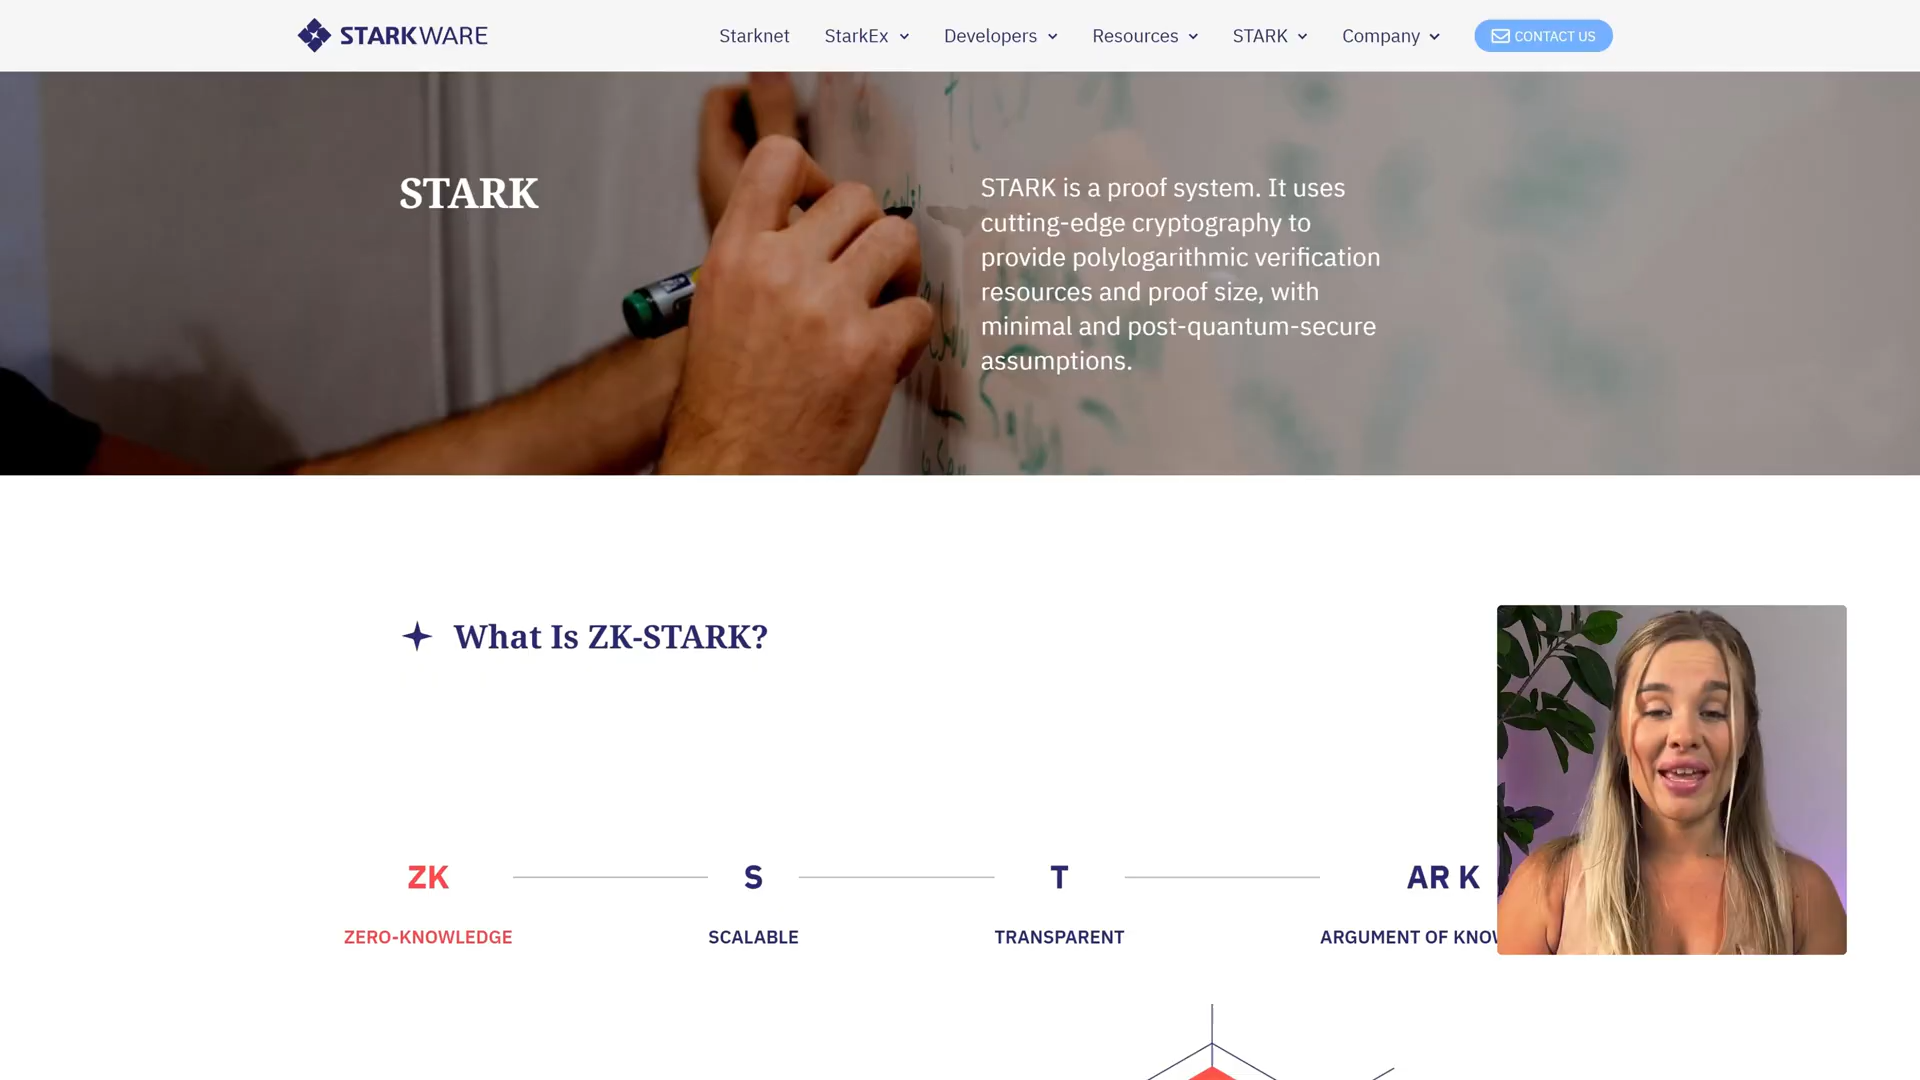 STARKWARE
Starknet
StarkEx
Developers
Resources
STARK
Company
CONTACT US
STARK
STARK is a proof system. It uses
cutting-edge cryptography to
provide polylogarithmic verification
resources and proof size, with
minimal and post-quantum-secure
assumptions.
What Is ZK-STARK?
ZK
S
T
AR K
ZERO-KNOWLEDGE
SCALABLE
TRANSPARENT
ARGUMENT OF